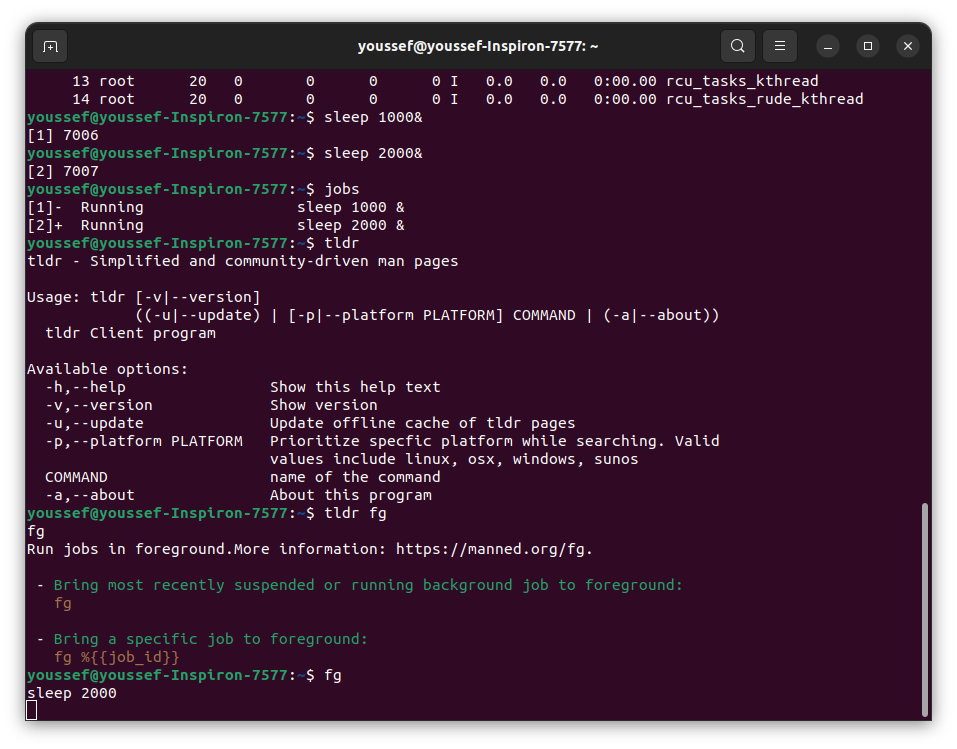 youssef@youssef-Inspiron-7577: ~
13 root 20 0 0 0 0 I 0.0 0.0 0:00.00 rcu_tasks_kthread
14 root 20 0 0 0 0 I 0.0 0.0 0:00.00 rcu_tasks_rude_kthread
youssef@youssef-Inspiron-7577:~$ sleep 1000&
[1] 7006
youssef@youssef-Inspiron-7577:~$ sleep 2000&
[2] 7007
youssef@youssef-Inspiron-7577:~$ jobs
[1]-  Running                 sleep 1000 &
[2]+  Running                 sleep 2000 &
youssef@youssef-Inspiron-7577:~$ tldr
tldr - Simplified and community-driven man pages
Usage: tldr [-v|--version]
            ((-u|--update) | [-p|--platform PLATFORM] COMMAND | (-a|--about))
  tldr Client program
Available options:
  -h,--help                Show this help text
  -v,--version             Show version
  -u,--update              Update offline cache of tldr pages
  -p,--platform PLATFORM   Prioritize specfic platform while searching. Valid
                           values include linux, osx, windows, sunos
  COMMAND                  name of the command
  -a,--about               About this program
youssef@youssef-Inspiron-7577:~$ tldr fg
fg
Run jobs in foreground.More information: https://manned.org/fg.
 - Bring most recently suspended or running background job to foreground:
   fg
 - Bring a specific job to foreground:
   fg %{{job_id}}
youssef@youssef-Inspiron-7577:~$ fg
sleep 2000